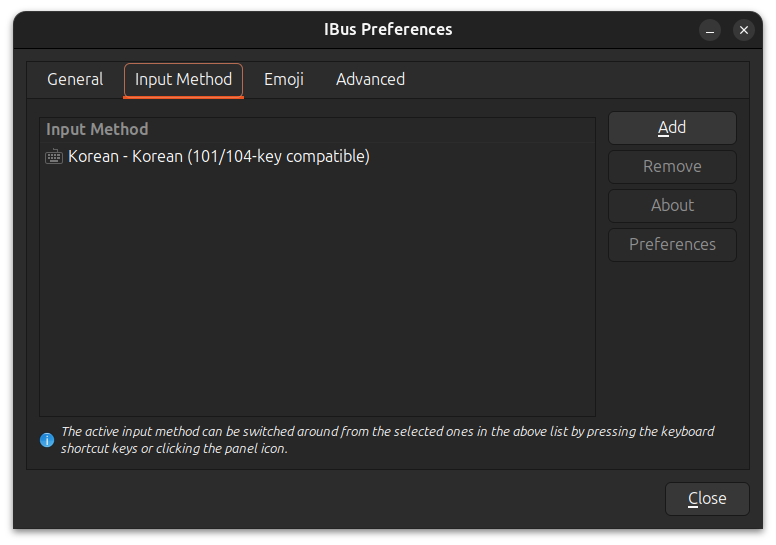 IBus Preferences
General Input Method Emoji Advanced
Input Method
Korean - Korean (101/104-key compatible)
Add
Remove
About
Preferences
The active input method can be switched around from the selected ones in the above list by pressing the keyboard
shortcut keys or clicking the panel icon.
Close